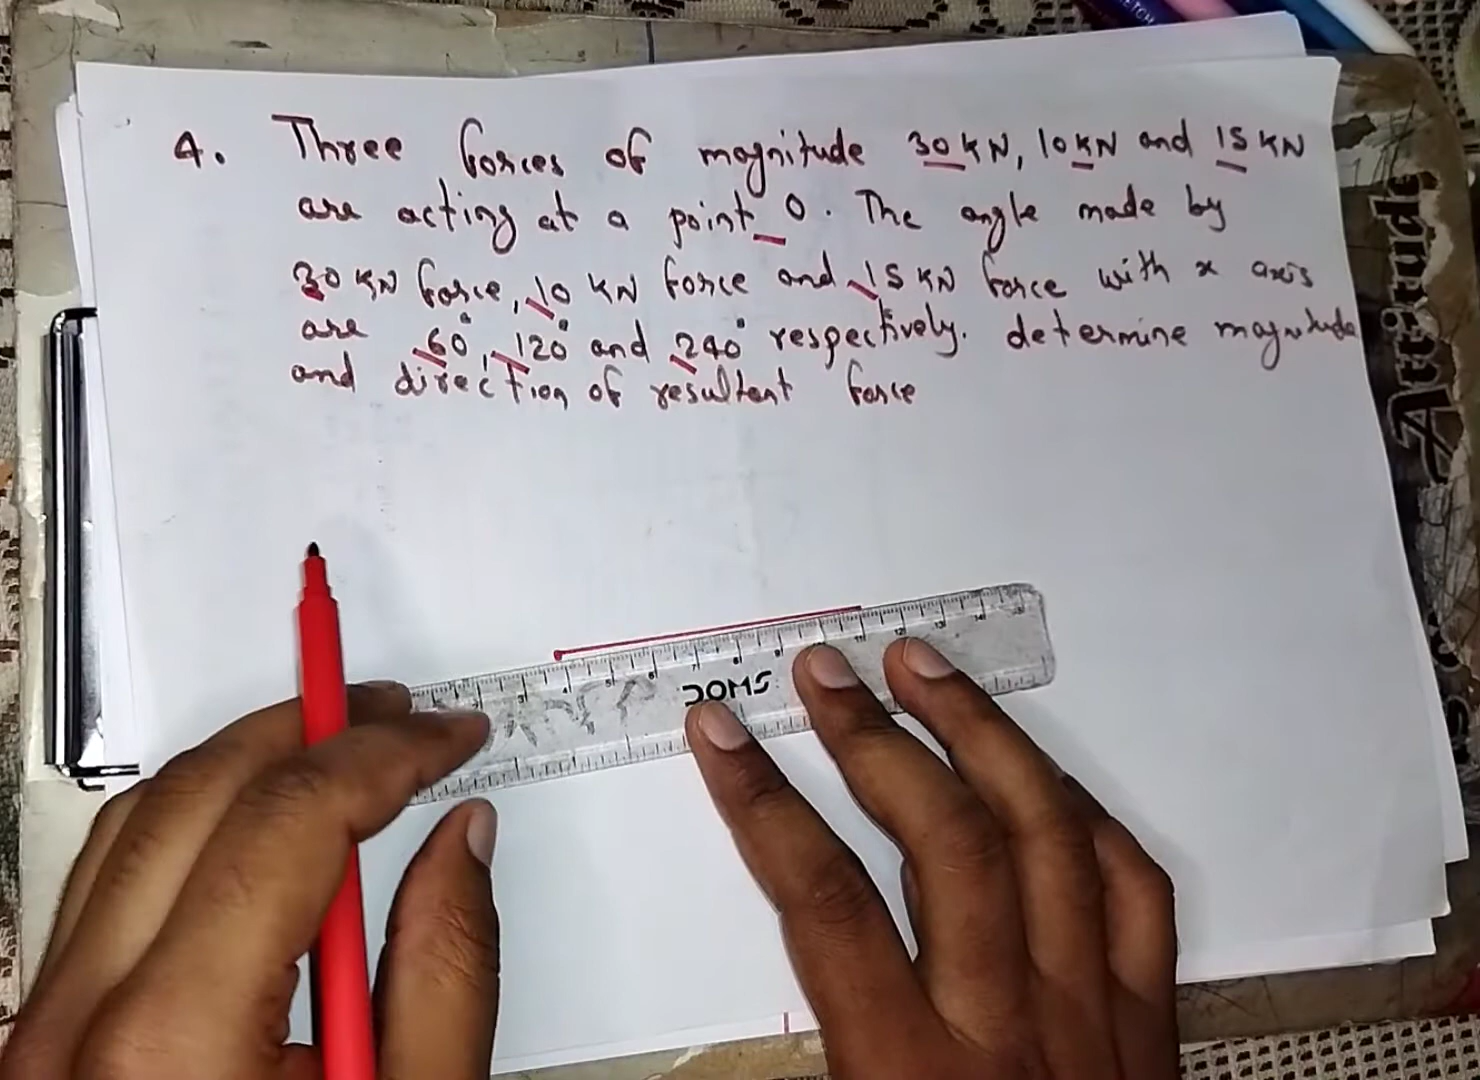 4. Three forces of magnitude 30 KN, 10 KN and 15 KN
are acting at a point O. The angle made by
30 KN force, 10 KN force and 15 KN force with x axis
are 60°, 120° and 240° respectively. determine magnitude
and direction of resultant force
DOMS
Attitude